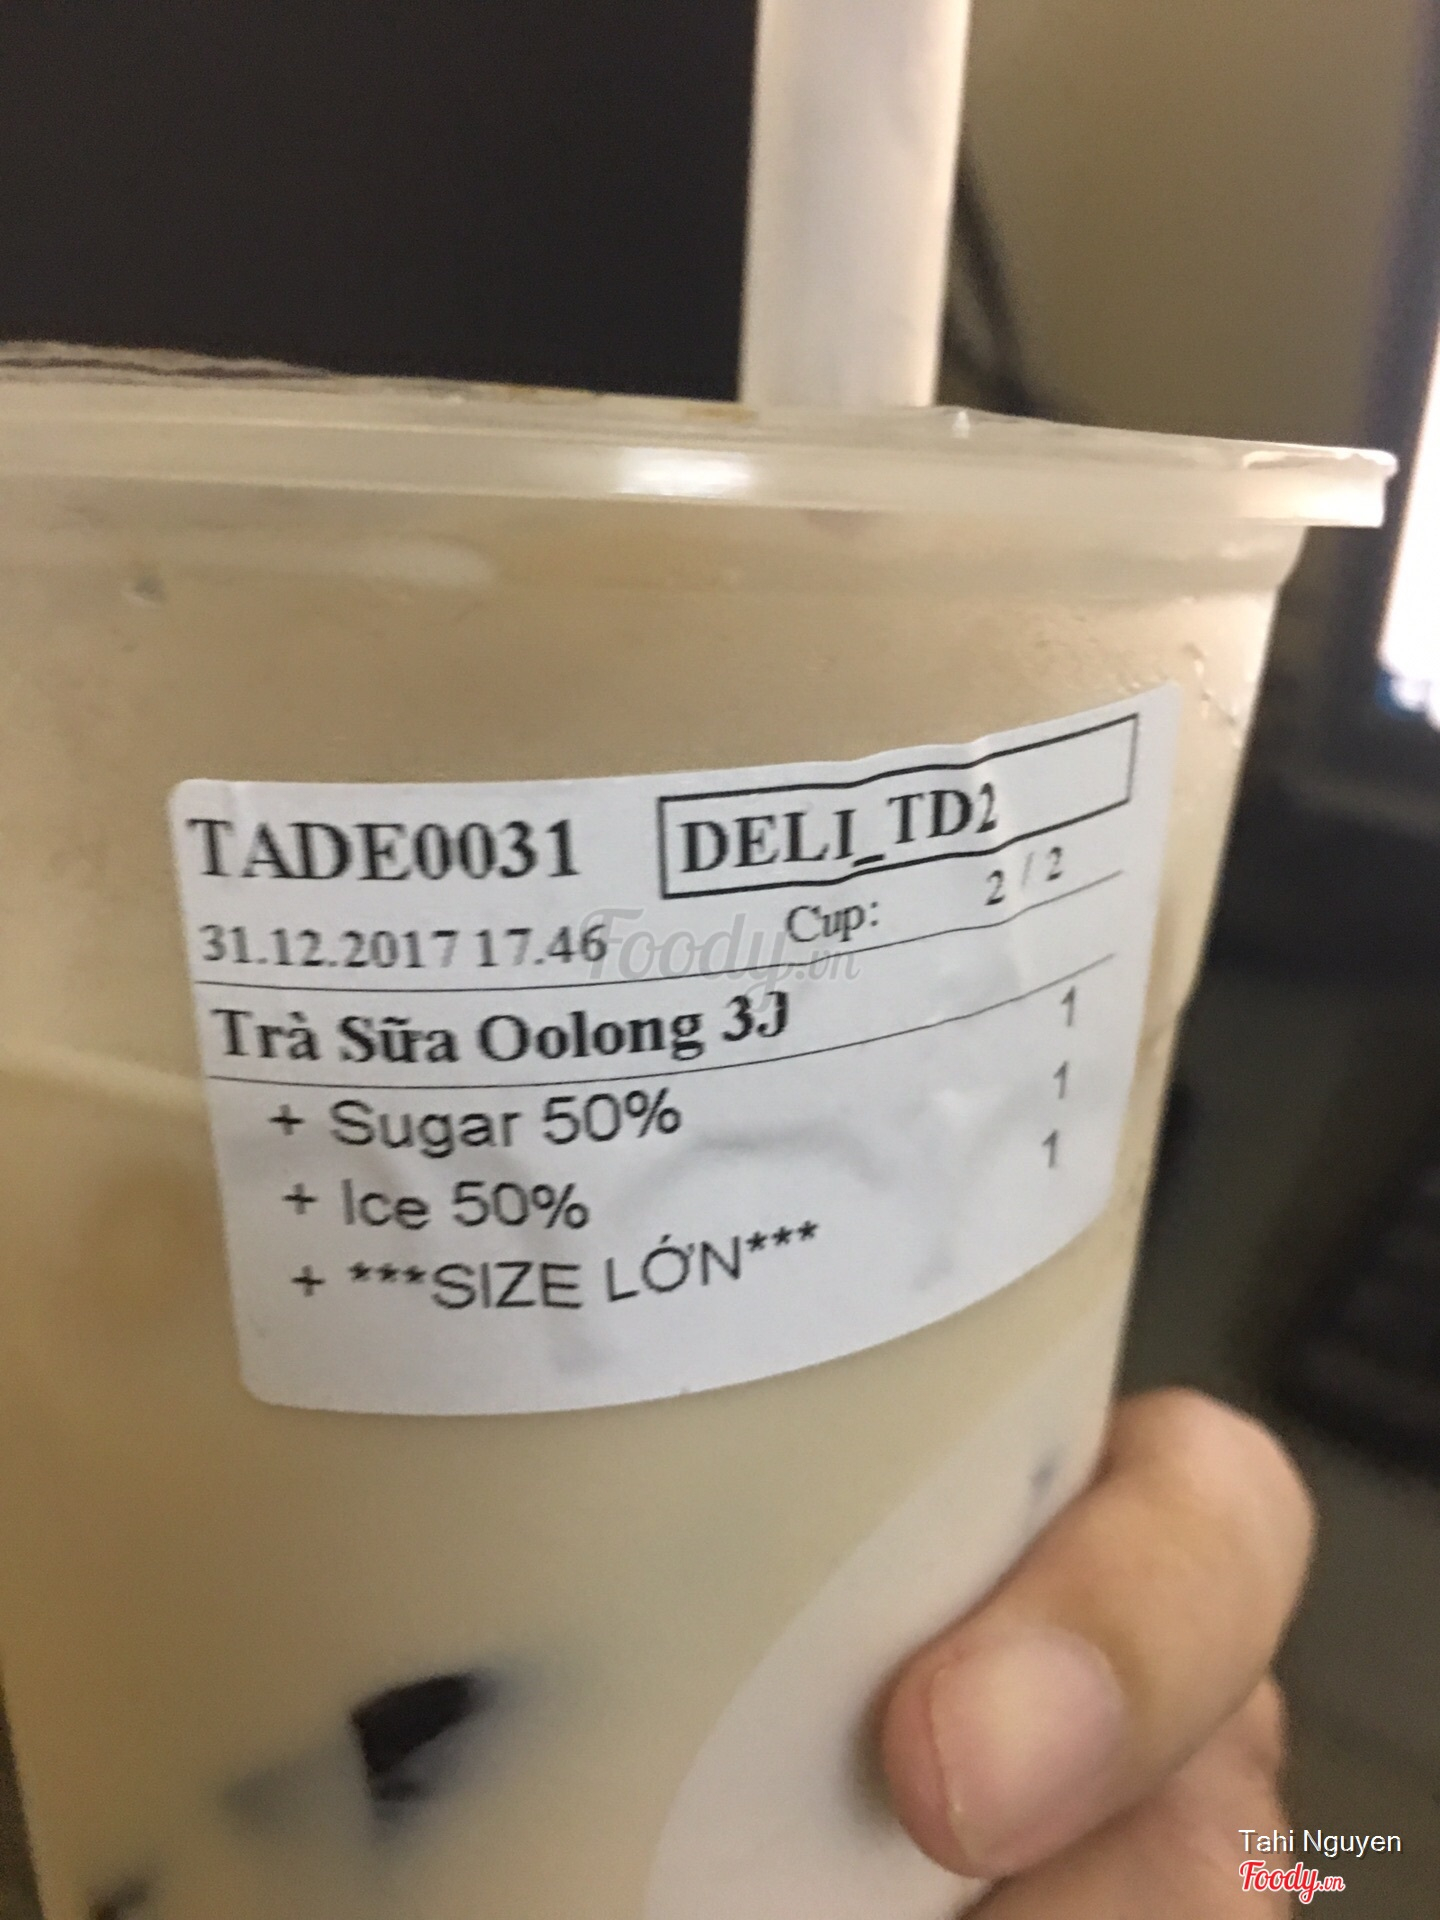 TADE0031 DELI_TD2
31.12.2017 17.46 Cup: 2 / 2
Foody.vn
Trà Sữa Oolong 3J 1
+ Sugar 50% 1
+ Ice 50% 1
+ ***SIZE LỚN***
Tahi Nguyen
Foody.vn